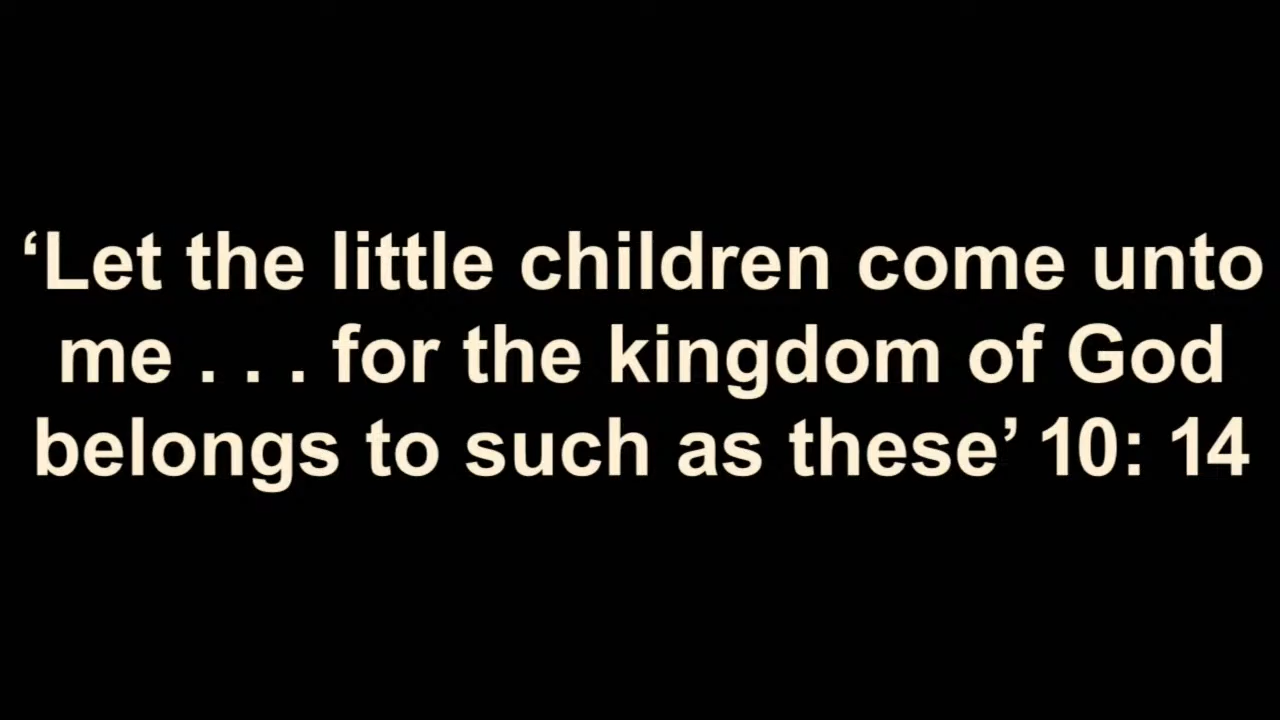 ‘Let the little children come unto
me . . . for the kingdom of God
belongs to such as these’ 10: 14